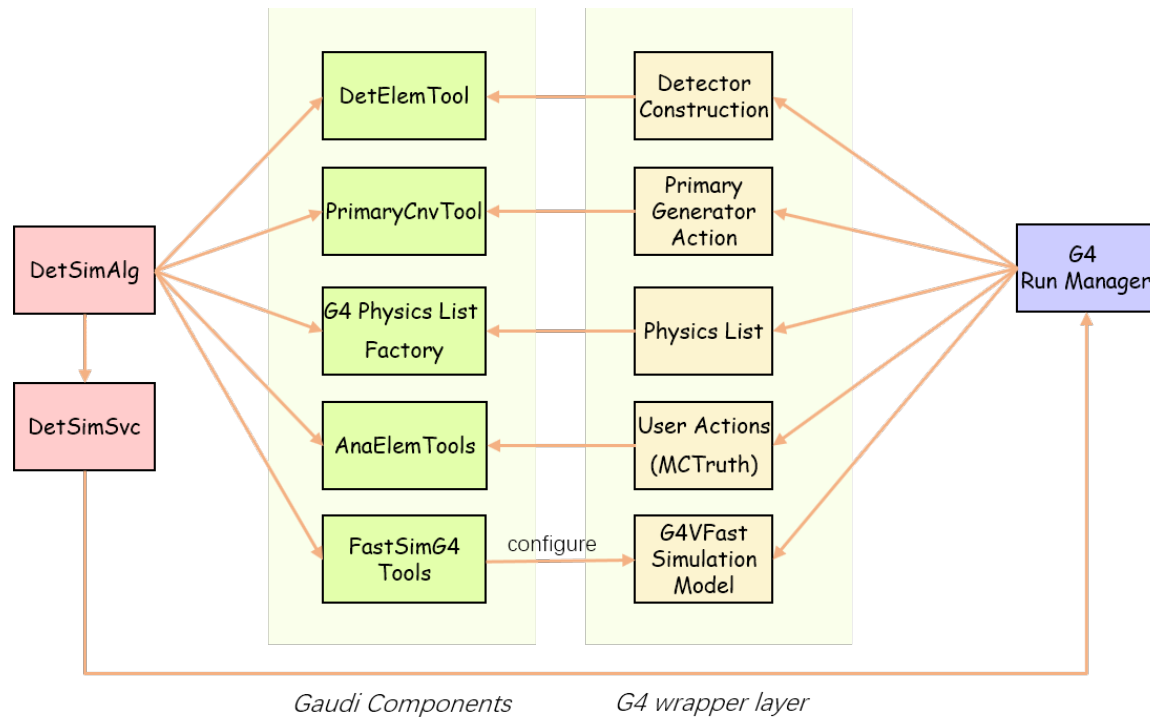 DetElemTool
Detector
Construction
PrimaryCnvTool
Primary
Generator
Action
DetSimAlg
G4
Run Manager
G4 Physics List
Factory
Physics List
DetSimSvc
AnaElemTools
User Actions
(MCTruth)
FastSimG4
Tools
configure
G4VFast
Simulation
Model
Gaudi Components
G4 wrapper layer